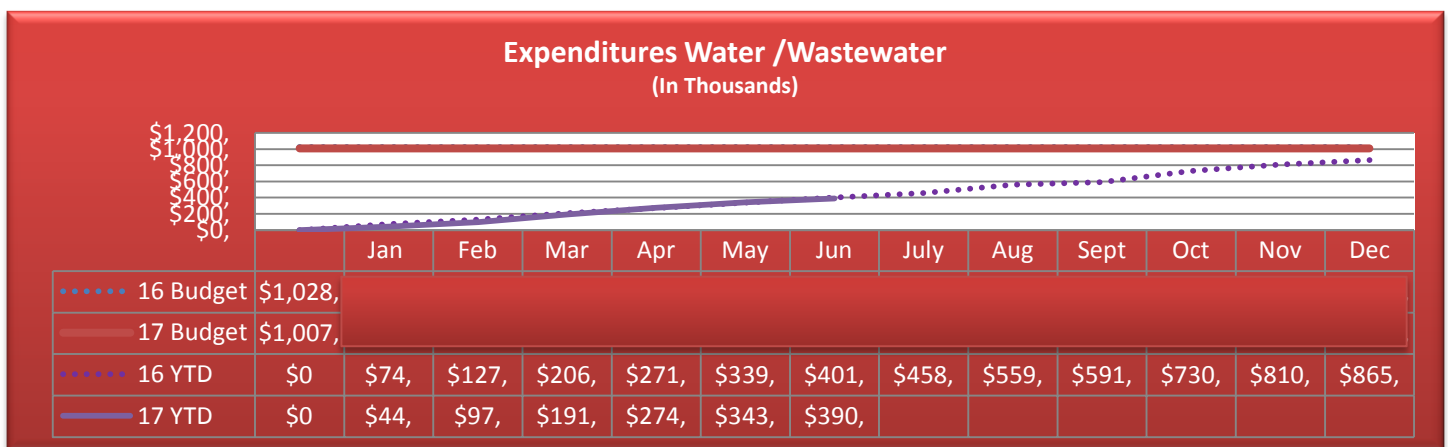 Expenditures Water /Wastewater
(In Thousands)
$1,200,
$1,000,
$800,
$600,
$400,
$200,
$0,
Jan Feb Mar Apr May Jun July Aug Sept Oct Nov Dec
16 Budget $1,028,
17 Budget $1,007,
16 YTD $0 $74, $127, $206, $271, $339, $401, $458, $559, $591, $730, $810, $865,
17 YTD $0 $44, $97, $191, $274, $343, $390,